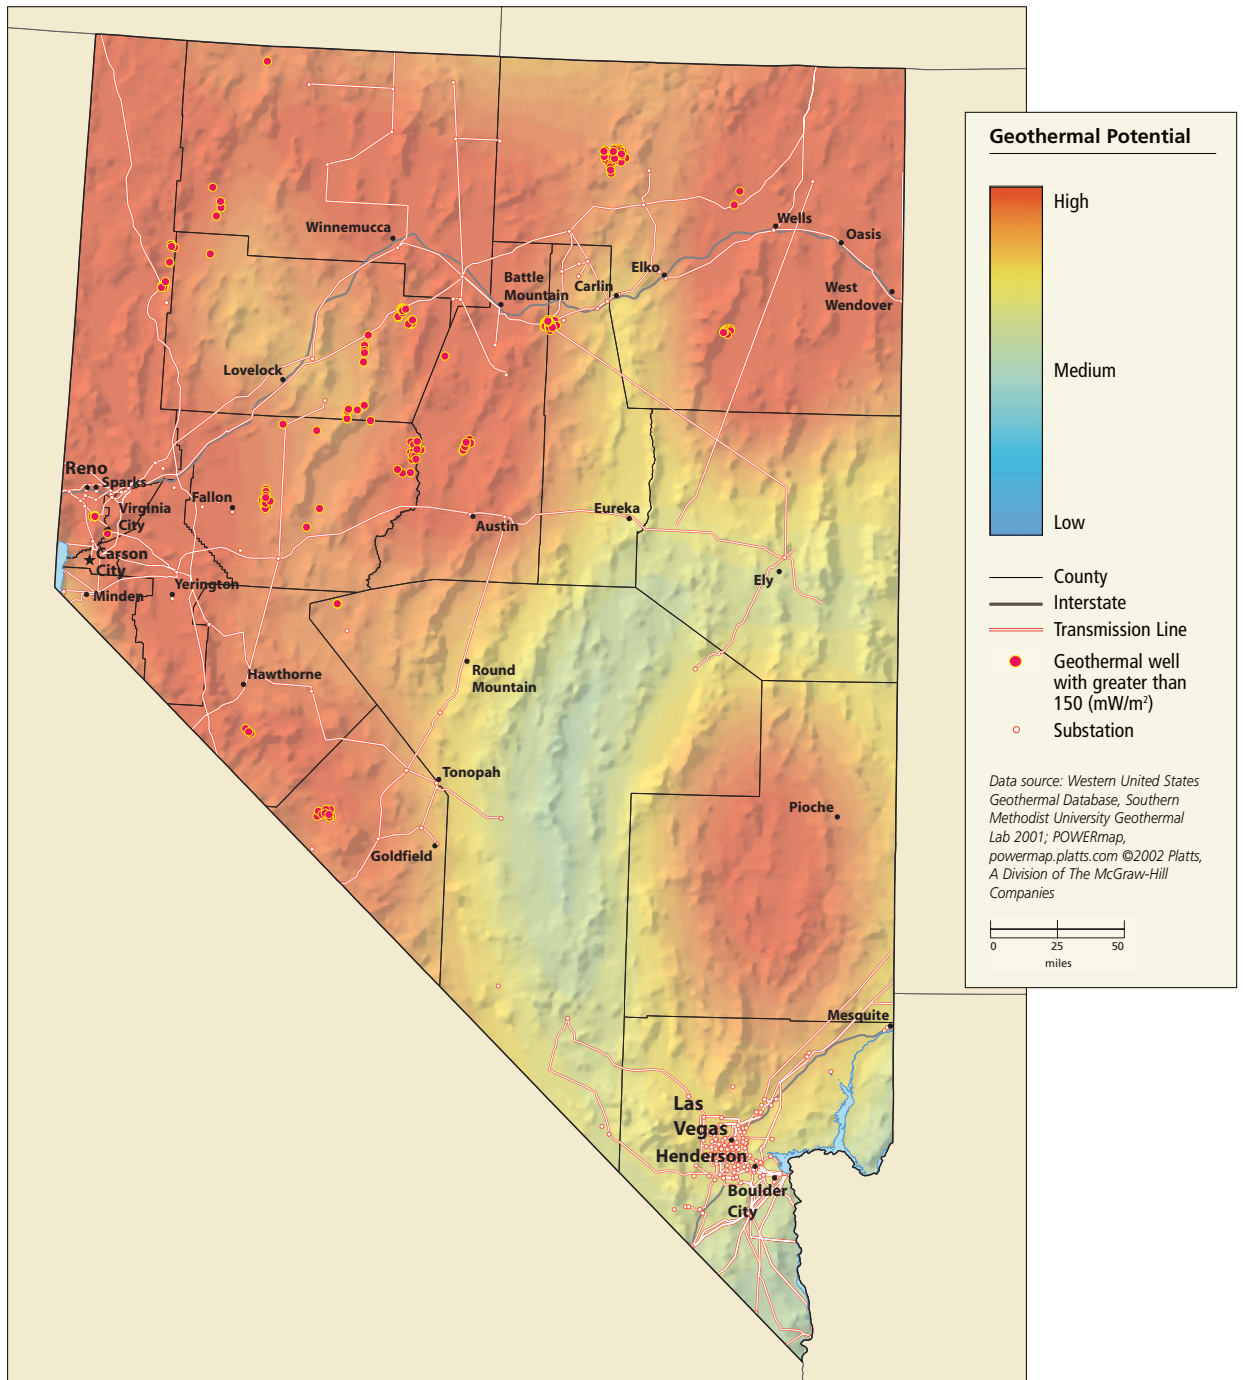 Winnemucca
Wells
Oasis
Elko
Battle
Mountain
Carlin
West
Wendover
Lovelock
Reno
Sparks
Virginia
City
Fallon
Austin
Eureka
Carson
City
Yerington
Minden
Ely
Hawthorne
Round
Mountain
Tonopah
Pioche
Goldfield
Mesquite
Las
Vegas
Henderson
Boulder
City
Geothermal Potential
High
Medium
Low
County
Interstate
Transmission Line
Geothermal well
with greater than
150 (mW/m²)
Substation
Data source: Western United States
Geothermal Database, Southern
Methodist University Geothermal
Lab 2001; POWERmap,
powermap.platts.com ©2002 Platts,
A Division of The McGraw-Hill
Companies
0 25 50
miles